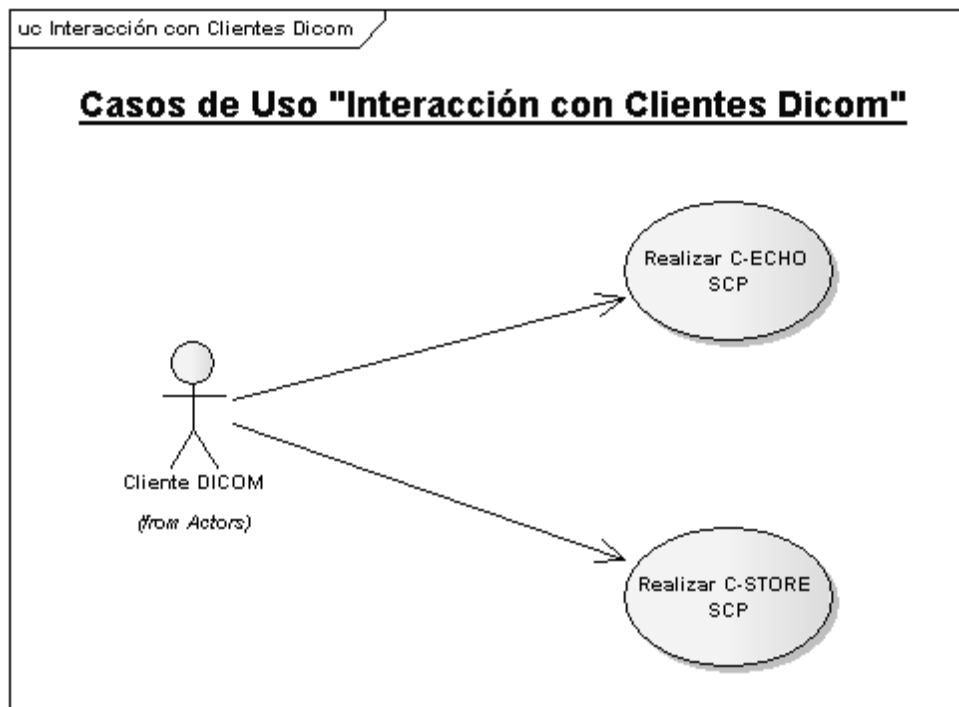 uc Interacción con Clientes Dicom
Casos de Uso "Interacción con Clientes Dicom"
Realizar C-ECHO
SCP
Cliente DICOM
(from Actors)
Realizar C-STORE
SCP